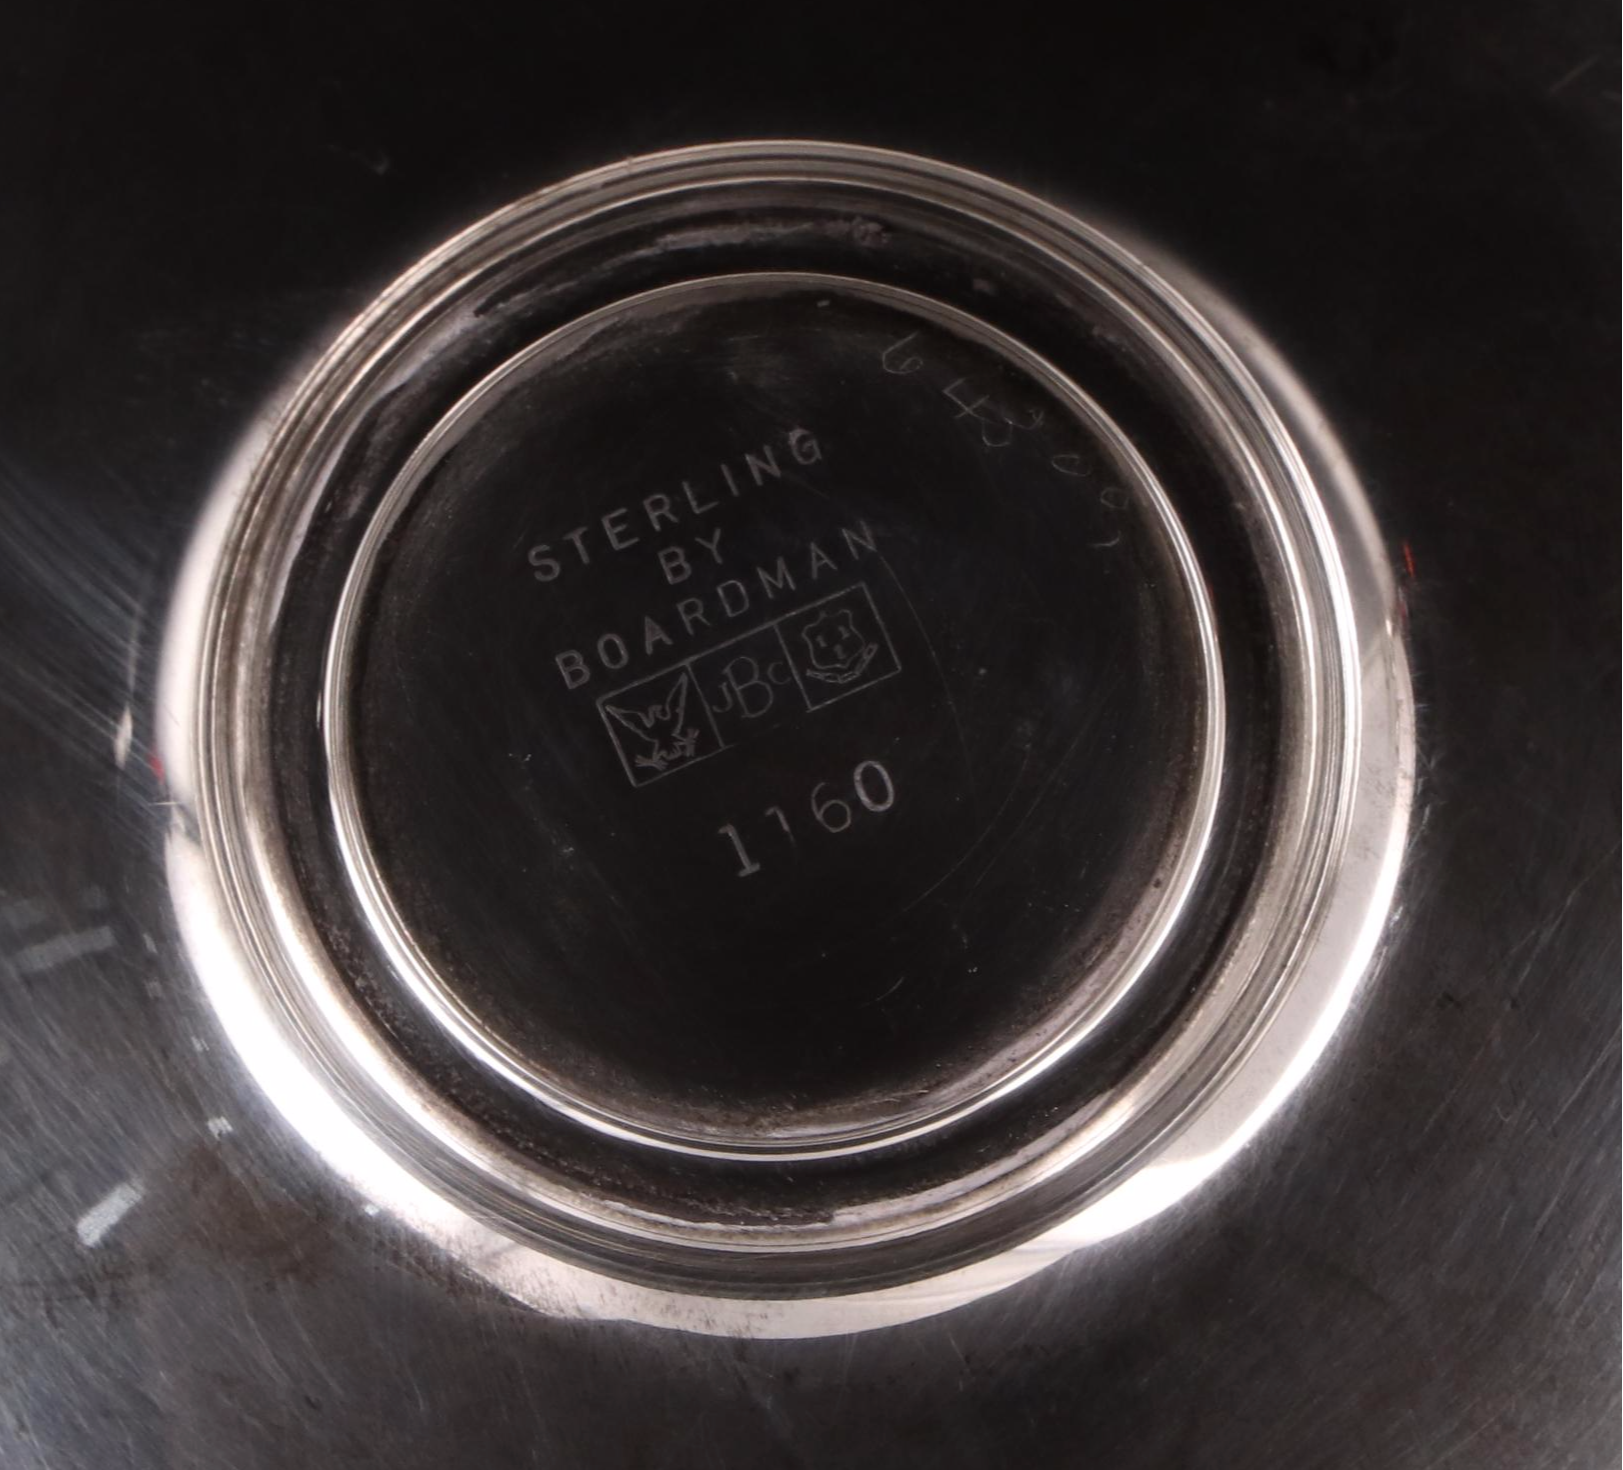 STERLING
BY
BOARDMAN
JBC
1160